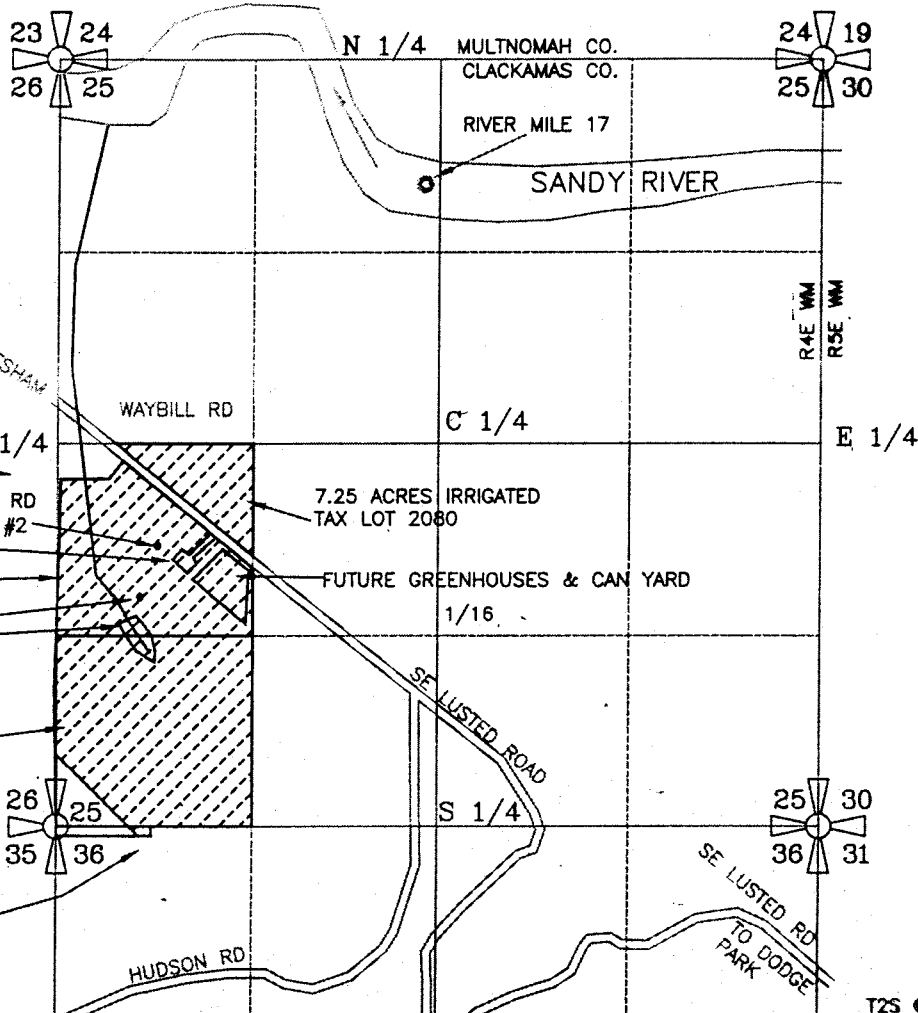 23 24
26 25
N 1/4
MULTNOMAH CO.
CLACKAMAS CO.
24 19
25 30
RIVER MILE 17
SANDY RIVER
R4E WM
R5E WM
ESHAM
WAYBILL RD
1/4
C 1/4
E 1/4
RD
#2
7.25 ACRES IRRIGATED
TAX LOT 2080
FUTURE GREENHOUSES & CAN YARD
1/16
SE LUSTED ROAD
26 25
35 36
S 1/4
25 30
36 31
SE LUSTED RD
TO DODGE
PARK
HUDSON RD
T2S